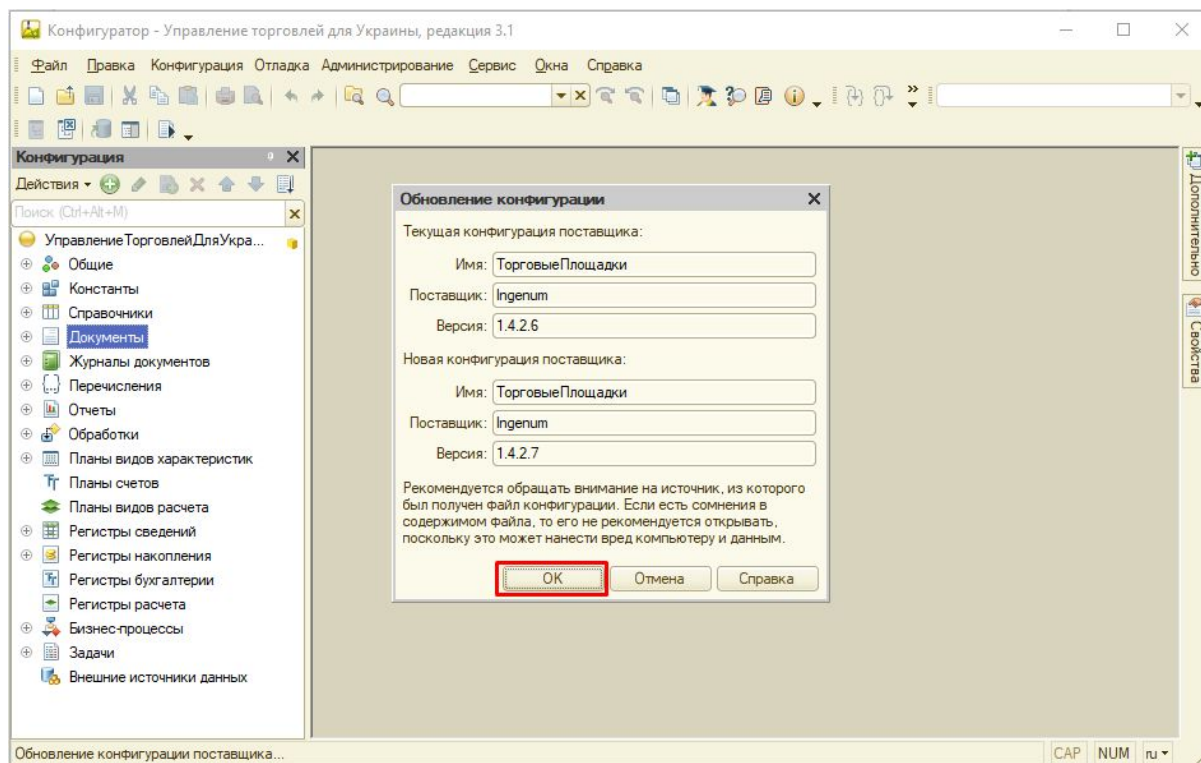 Конфигуратор - Управление торговлей для Украины, редакция 3.1
Файл Правка Конфигурация Отладка Администрирование Сервис Окна Справка
Конфигурация
Действия
Поиск (Ctrl+Alt+M)
УправлениеТорговлейДляУкра...
Общие
Константы
Справочники
Документы
Журналы документов
Перечисления
Отчеты
Обработки
Планы видов характеристик
Планы счетов
Планы видов расчета
Регистры сведений
Регистры накопления
Регистры бухгалтерии
Регистры расчета
Бизнес-процессы
Задачи
Внешние источники данных
Обновление конфигурации
Текущая конфигурация поставщика:
Имя: ТорговыеПлощадки
Поставщик: Ingenum
Версия: 1.4.2.6
Новая конфигурация поставщика:
Имя: ТорговыеПлощадки
Поставщик: Ingenum
Версия: 1.4.2.7
Рекомендуется обращать внимание на источник, из которого
был получен файл конфигурации. Если есть сомнения в
содержимом файла, то его не рекомендуется открывать,
поскольку это может нанести вред компьютеру и данным.
OK Отмена Справка
Дополнительно
Свойства
Обновление конфигурации поставщика...
CAP NUM ru